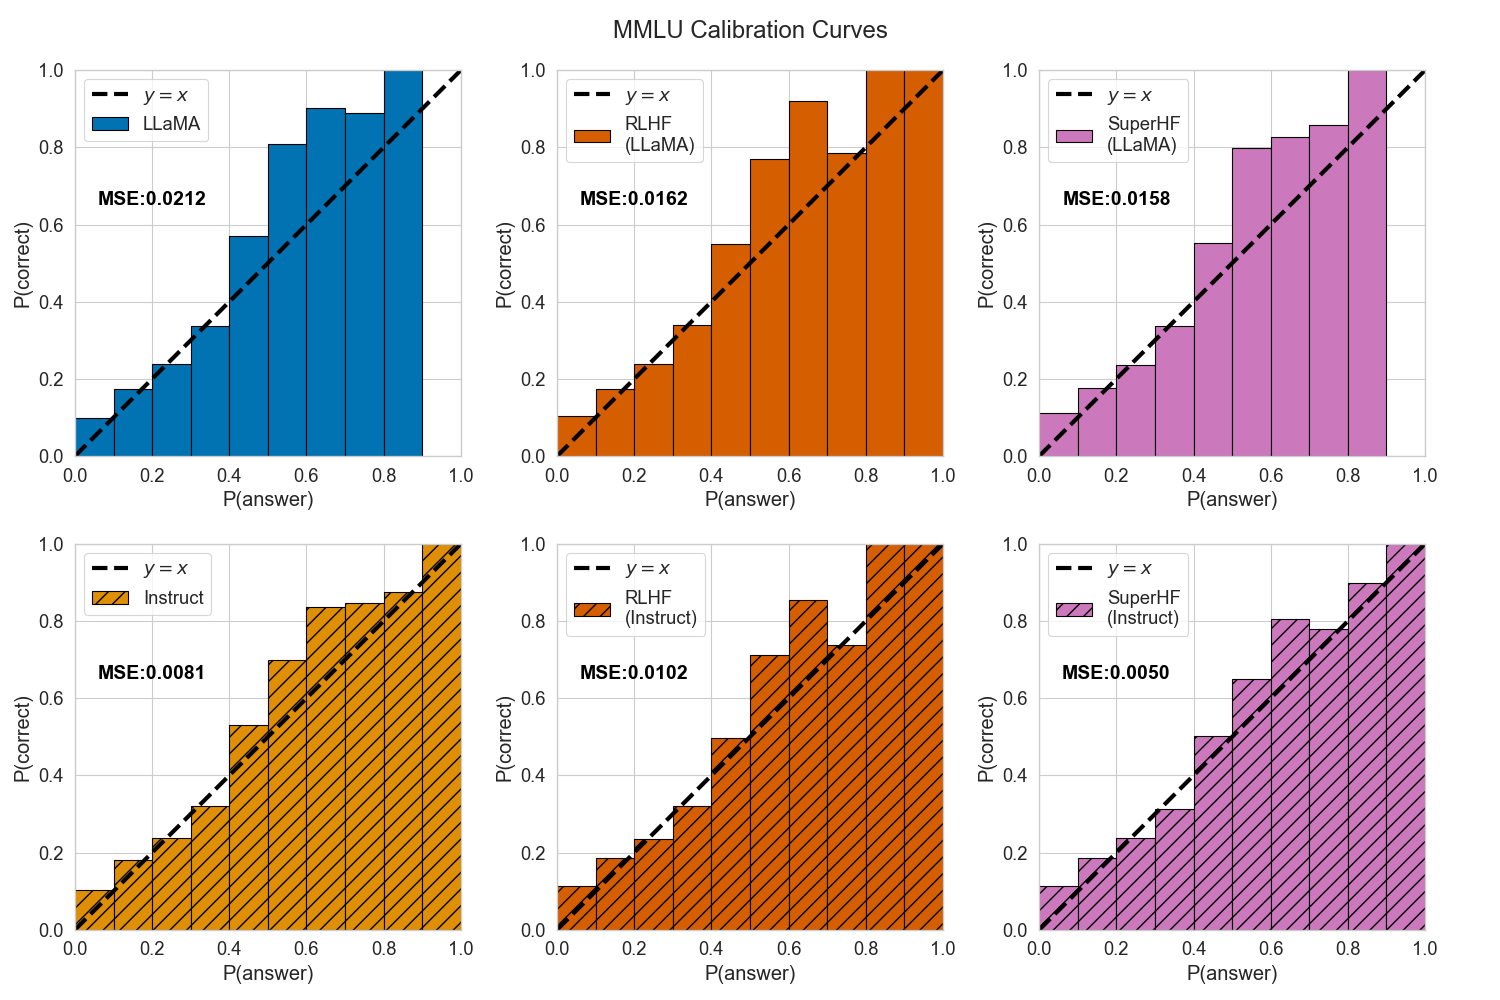 MMLU Calibration Curves
1.0
0.8
0.6
0.4
0.2
0.0
P(correct)
y = x
LLaMA
MSE:0.0212
0.0 0.2 0.4 0.6 0.8 1.0
P(answer)
1.0
0.8
0.6
0.4
0.2
0.0
P(correct)
y = x
RLHF
(LLaMA)
MSE:0.0162
0.0 0.2 0.4 0.6 0.8 1.0
P(answer)
1.0
0.8
0.6
0.4
0.2
0.0
P(correct)
y = x
SuperHF
(LLaMA)
MSE:0.0158
0.0 0.2 0.4 0.6 0.8 1.0
P(answer)
1.0
0.8
0.6
0.4
0.2
0.0
P(correct)
y = x
Instruct
MSE:0.0081
0.0 0.2 0.4 0.6 0.8 1.0
P(answer)
1.0
0.8
0.6
0.4
0.2
0.0
P(correct)
y = x
RLHF
(Instruct)
MSE:0.0102
0.0 0.2 0.4 0.6 0.8 1.0
P(answer)
1.0
0.8
0.6
0.4
0.2
0.0
P(correct)
y = x
SuperHF
(Instruct)
MSE:0.0050
0.0 0.2 0.4 0.6 0.8 1.0
P(answer)